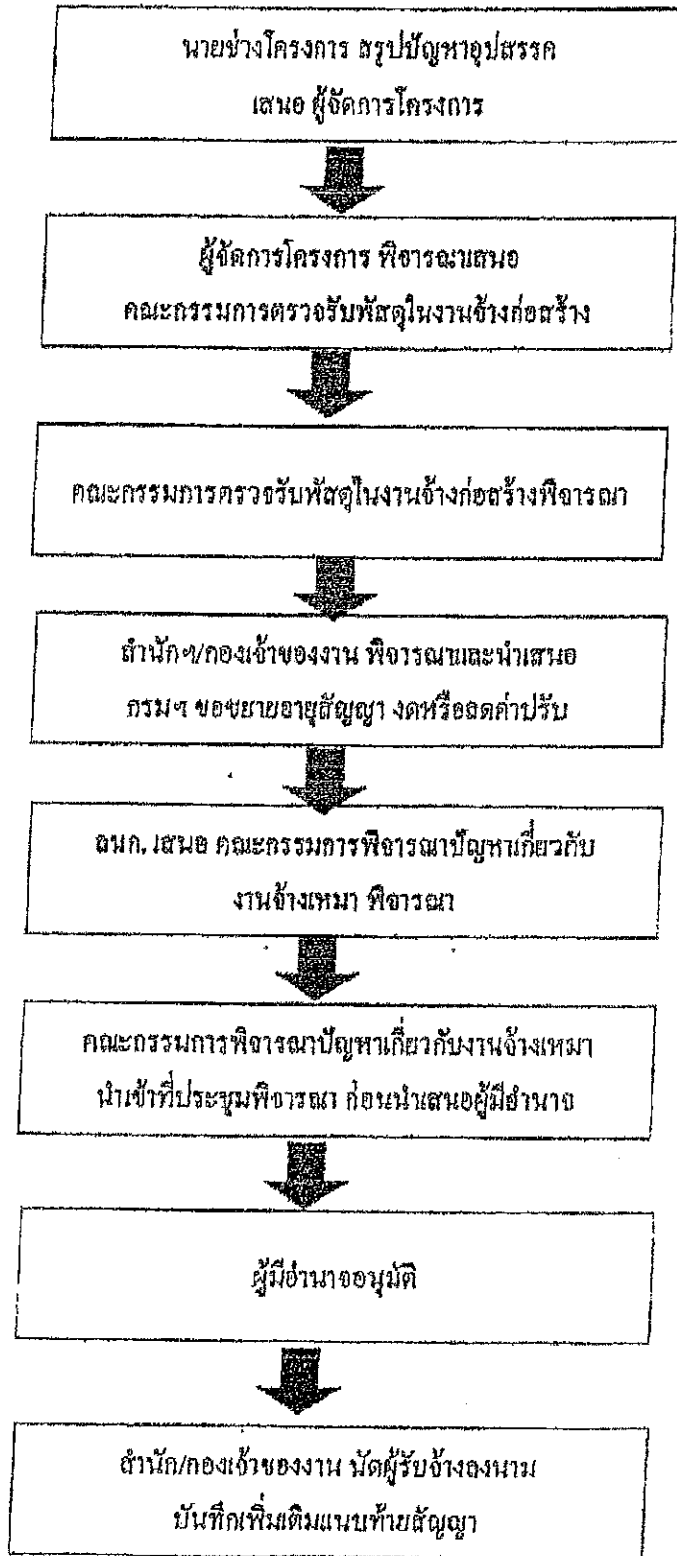 นายช่างโครงการ สรุปปัญหาอุปสรรค
เสนอ ผู้จัดการโครงการ
ผู้จัดการโครงการ พิจารณาเสนอ
คณะกรรมการตรวจรับพัสดุในงานจ้างก่อสร้าง
คณะกรรมการตรวจรับพัสดุในงานจ้างก่อสร้างพิจารณา
สำนักฯ/กองเจ้าของงาน พิจารณาและนำเสนอ
กรมฯ ขอขยายอายุสัญญา งดหรือลดค่าปรับ
ลนก. เสนอ คณะกรรมการพิจารณาปัญหาเกี่ยวกับ
งานจ้างเหมา พิจารณา
คณะกรรมการพิจารณาปัญหาเกี่ยวกับงานจ้างเหมา
นำเข้าที่ประชุมพิจารณา ก่อนนำเสนอผู้มีอำนาจ
ผู้มีอำนาจอนุมัติ
สำนัก/กองเจ้าของงาน นัดผู้รับจ้างลงนาม
บันทึกเพิ่มเติมแนบท้ายสัญญา